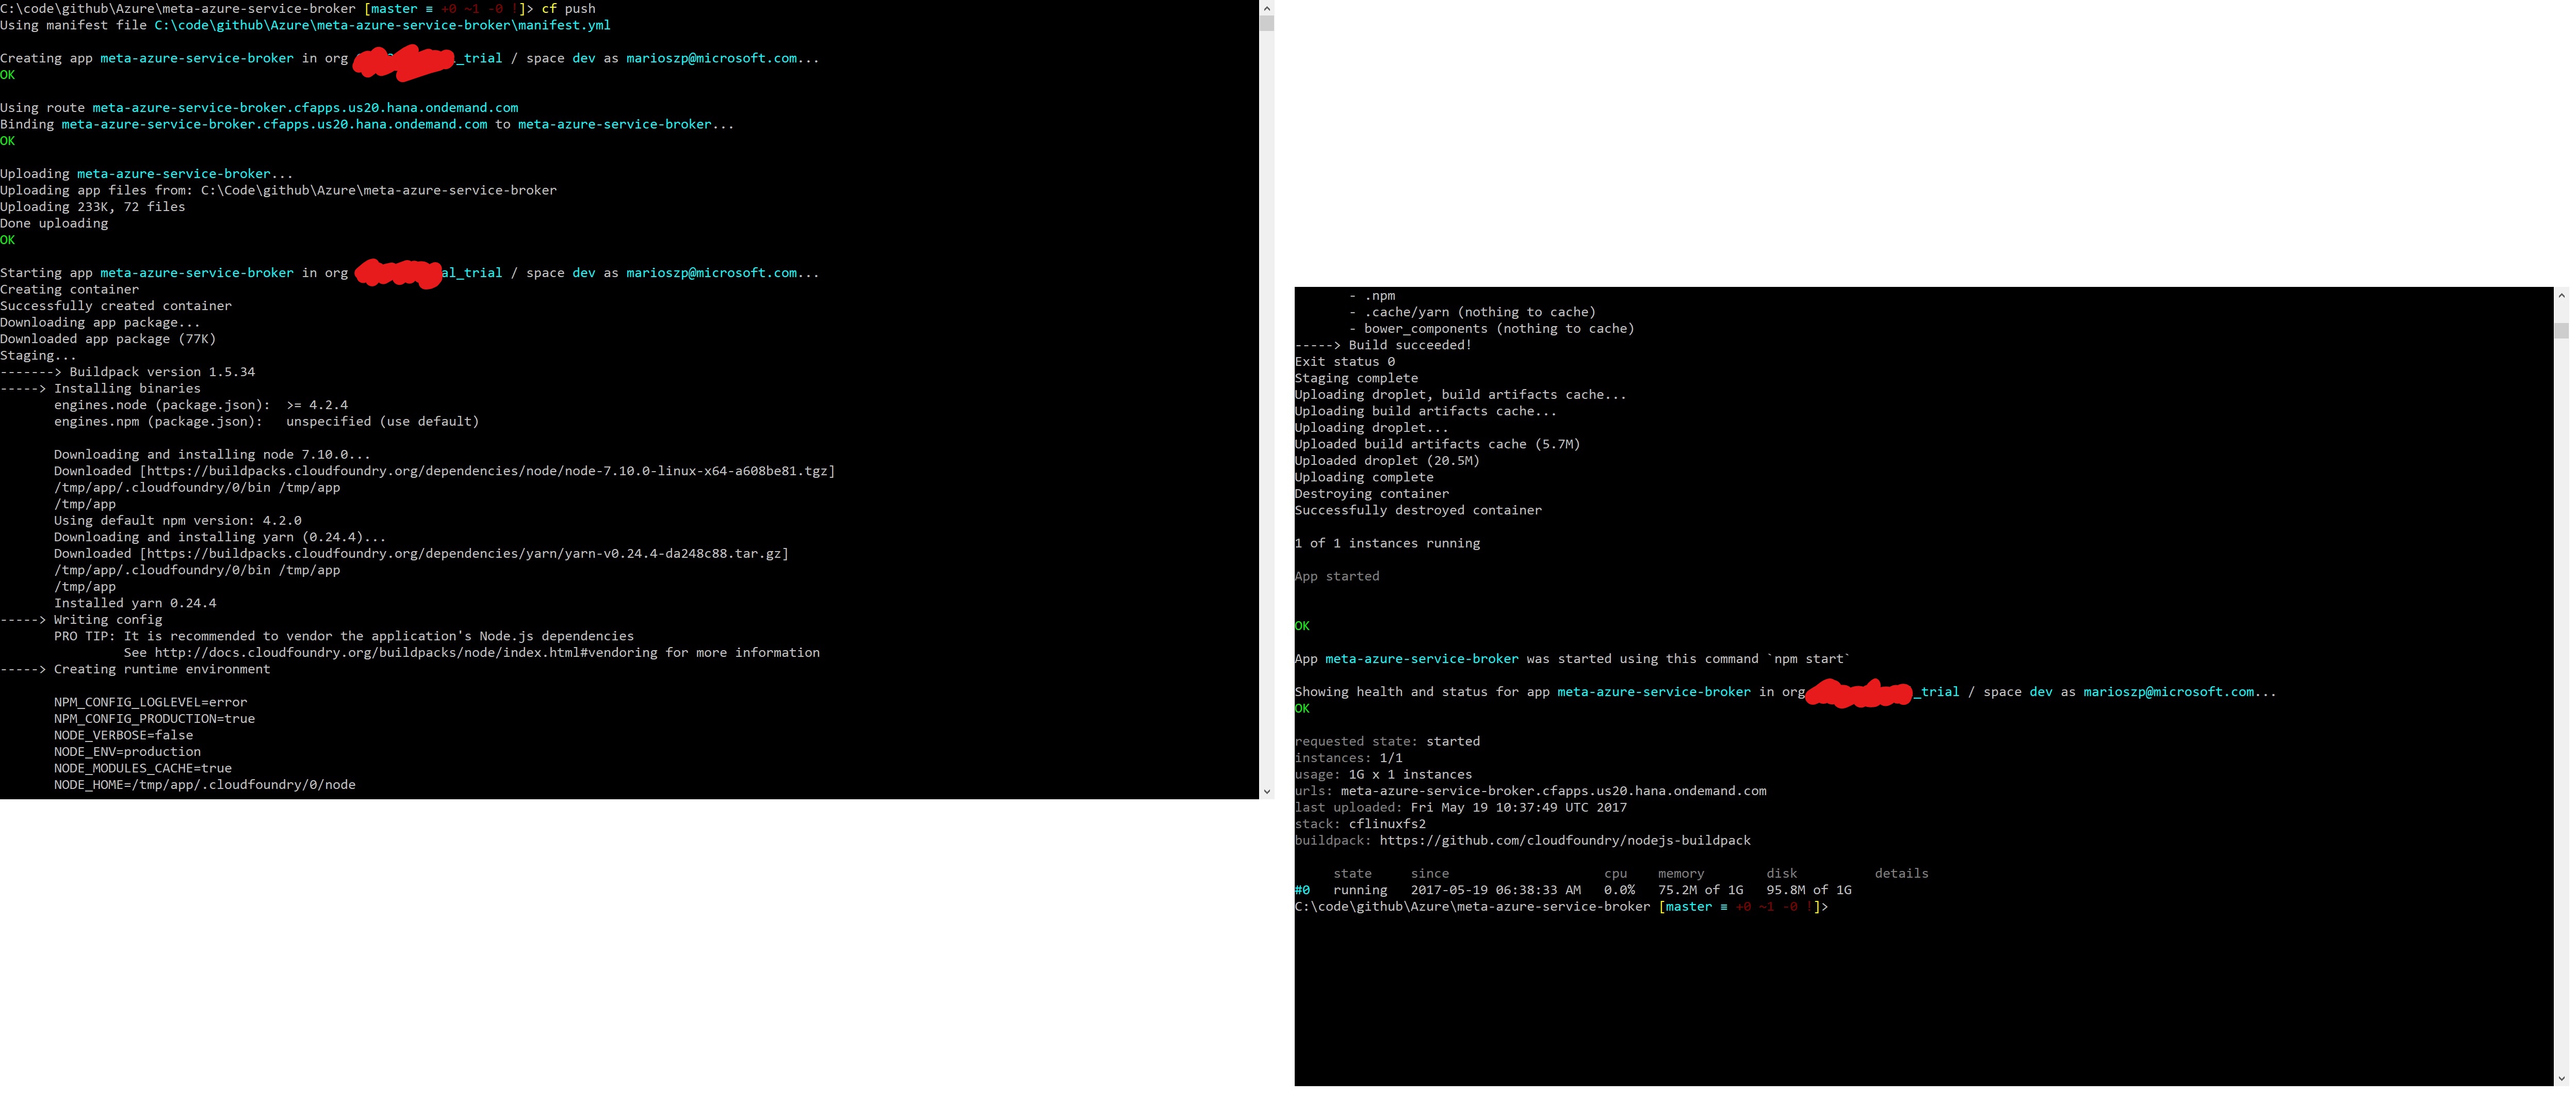 C:\code\github\Azure\meta-azure-service-broker [master ≡ +0 ~1 -0 !]> cf push
Using manifest file C:\code\github\Azure\meta-azure-service-broker\manifest.yml
Creating app meta-azure-service-broker in org _trial / space dev as marioszp@microsoft.com...
OK
Using route meta-azure-service-broker.cfapps.us20.hana.ondemand.com
Binding meta-azure-service-broker.cfapps.us20.hana.ondemand.com to meta-azure-service-broker...
OK
Uploading meta-azure-service-broker...
Uploading app files from: C:\Code\github\Azure\meta-azure-service-broker
Uploading 233K, 72 files
Done uploading
OK
Starting app meta-azure-service-broker in org al_trial / space dev as marioszp@microsoft.com...
Creating container
Successfully created container
Downloading app package...
Downloaded app package (77K)
Staging...
-------> Buildpack version 1.5.34
-----> Installing binaries
engines.node (package.json):  >= 4.2.4
engines.npm (package.json):   unspecified (use default)
Downloading and installing node 7.10.0...
Downloaded [https://buildpacks.cloudfoundry.org/dependencies/node/node-7.10.0-linux-x64-a608be81.tgz]
/tmp/app/.cloudfoundry/0/bin /tmp/app
/tmp/app
Using default npm version: 4.2.0
Downloading and installing yarn (0.24.4)...
Downloaded [https://buildpacks.cloudfoundry.org/dependencies/yarn/yarn-v0.24.4-da248c88.tar.gz]
/tmp/app/.cloudfoundry/0/bin /tmp/app
/tmp/app
Installed yarn 0.24.4
-----> Writing config
PRO TIP: It is recommended to vendor the application's Node.js dependencies
See http://docs.cloudfoundry.org/buildpacks/node/index.html#vendoring for more information
-----> Creating runtime environment
NPM_CONFIG_LOGLEVEL=error
NPM_CONFIG_PRODUCTION=true
NODE_VERBOSE=false
NODE_ENV=production
NODE_MODULES_CACHE=true
NODE_HOME=/tmp/app/.cloudfoundry/0/node
- .npm
- .cache/yarn (nothing to cache)
- bower_components (nothing to cache)
-----> Build succeeded!
Exit status 0
Staging complete
Uploading droplet, build artifacts cache...
Uploading build artifacts cache...
Uploading droplet...
Uploaded build artifacts cache (5.7M)
Uploaded droplet (20.5M)
Uploading complete
Destroying container
Successfully destroyed container
1 of 1 instances running
App started
OK
App meta-azure-service-broker was started using this command `npm start`
Showing health and status for app meta-azure-service-broker in org _trial / space dev as marioszp@microsoft.com...
OK
requested state: started
instances: 1/1
usage: 1G x 1 instances
urls: meta-azure-service-broker.cfapps.us20.hana.ondemand.com
last uploaded: Fri May 19 10:37:49 UTC 2017
stack: cflinuxfs2
buildpack: https://github.com/cloudfoundry/nodejs-buildpack
state     since                    cpu    memory        disk          details
#0   running   2017-05-19 06:38:33 AM   0.0%   75.2M of 1G   95.8M of 1G
C:\code\github\Azure\meta-azure-service-broker [master ≡ +0 ~1 -0 !]>